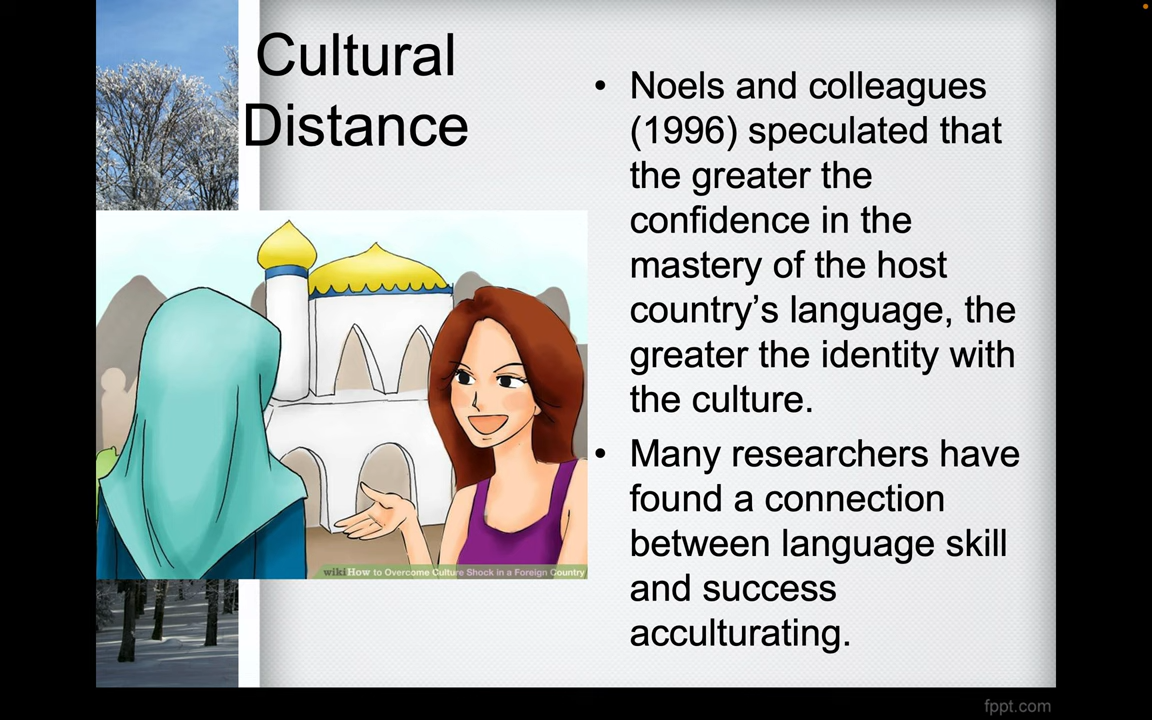 Cultural
Distance
• Noels and colleagues
(1996) speculated that
the greater the
confidence in the
mastery of the host
country’s language, the
greater the identity with
the culture.
• Many researchers have
found a connection
between language skill
and success
acculturating.
wikiHow to Overcome Culture Shock in a Foreign Country
fppt.com